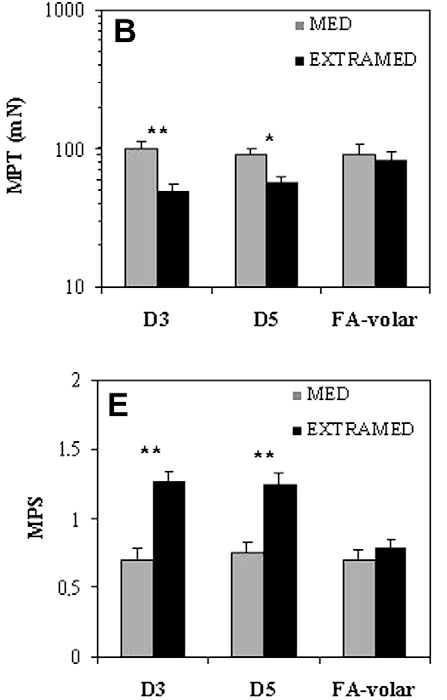 B
1000
MED
EXTRAMED
MPT (mN)
**
*
100
10
D3 D5 FA-volar
E
2
MED
EXTRAMED
MPS
**
**
1.5
1
0.5
0
D3 D5 FA-volar